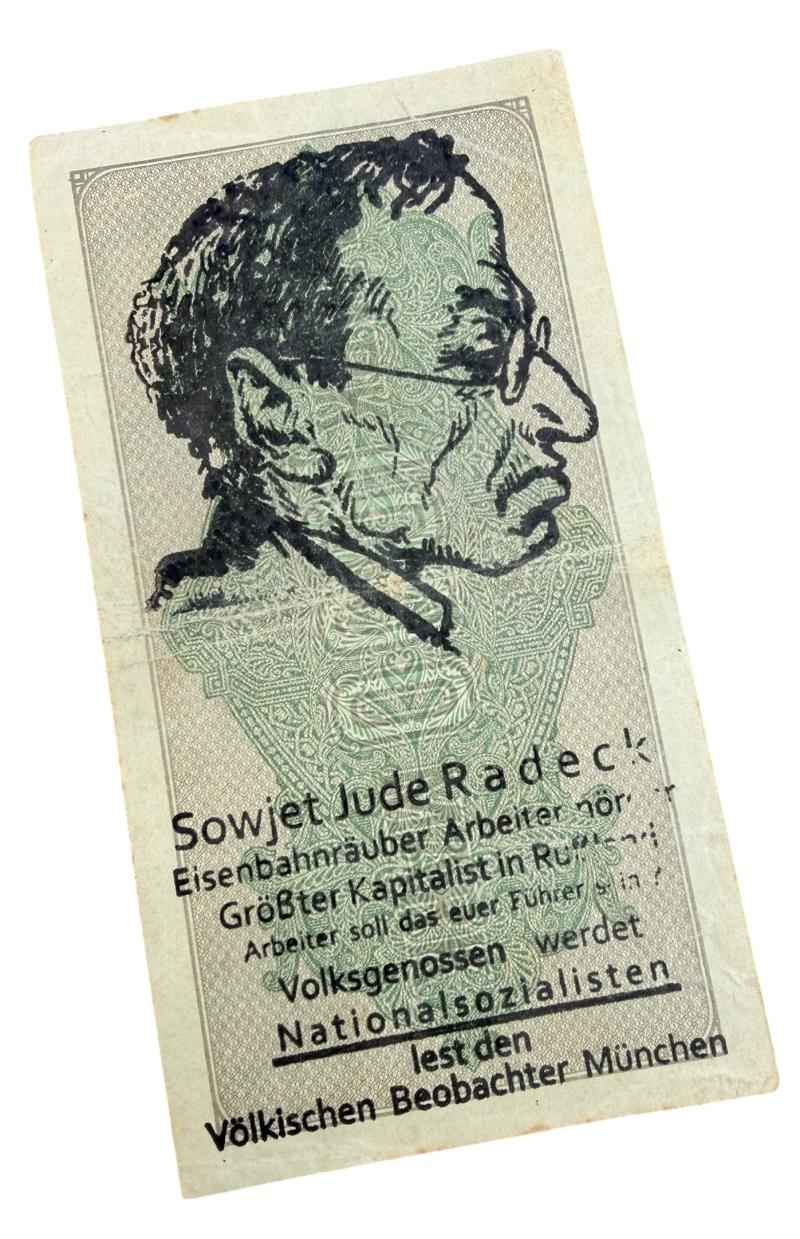 Sowjet Jude Radeck
Eisenbahnräuber Arbeiter
Größter Kapitalist in
Arbeiter soll das euer Führer
Volksgenossen werdet
Nationalsozialisten
lest den
Völkischen Beobachter München